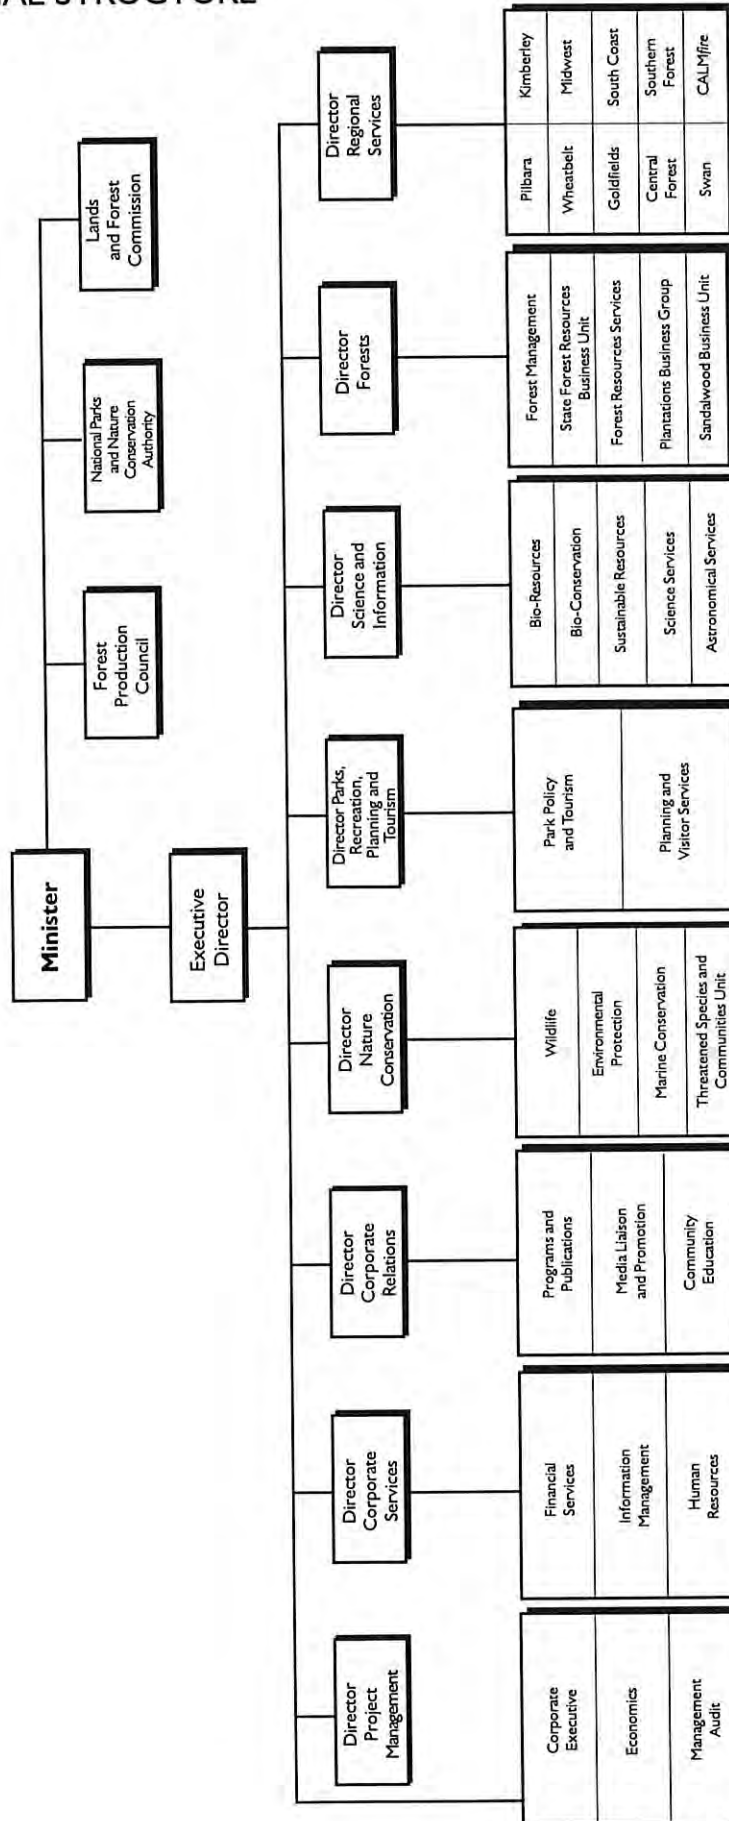 AL STRUCTURE
Minister
Forest
Production
Council
National Parks
and Nature
Conservation
Authority
Lands
and Forest
Commission
Executive
Director
Director
Project
Management
Director
Corporate
Services
Director
Corporate
Relations
Director
Nature
Conservation
Director Parks,
Recreation,
Planning and
Tourism
Director
Science and
Information
Director
Forests
Director
Regional
Services
Corporate
Executive
Economics
Management
Audit
Financial
Services
Information
Management
Human
Resources
Programs and
Publications
Media Liaison
and Promotion
Community
Education
Wildlife
Environmental
Protection
Marine Conservation
Threatened Species and
Communities Unit
Park Policy
and Tourism
Planning and
Visitor Services
Bio-Resources
Bio-Conservation
Sustainable Resources
Science Services
Astronomical Services
Forest Management
State Forest Resources
Business Unit
Forest Resources Services
Plantations Business Group
Sandalwood Business Unit
Pilbara
Kimberley
Wheatbelt
Midwest
Goldfields
South Coast
Central
Forest
Southern
Forest
Swan
CALMfire